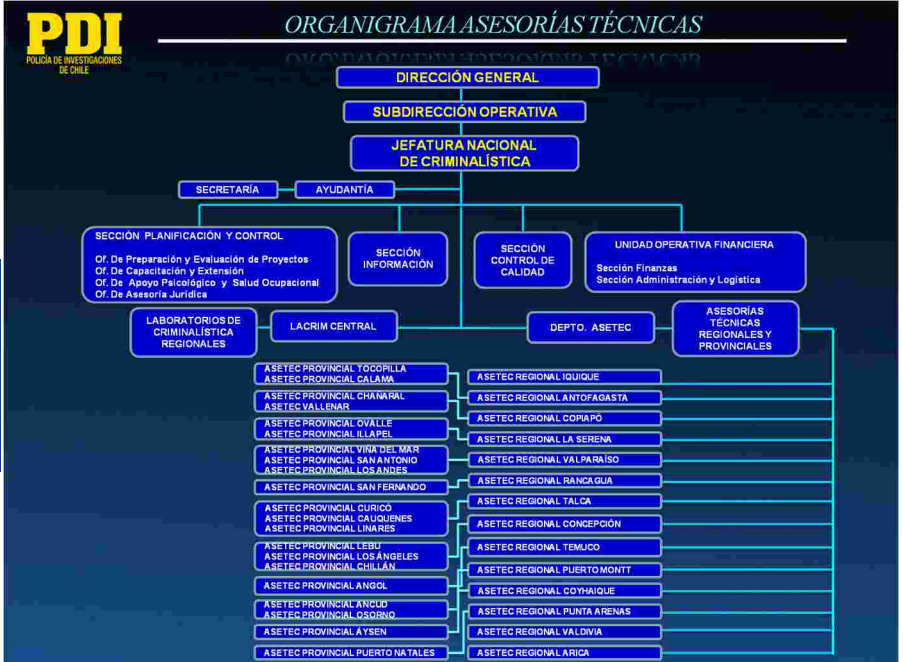 PDI
POLICÍA DE INVESTIGACIONES
DE CHILE
ORGANIGRAMA ASESORÍAS TÉCNICAS
DIRECCIÓN GENERAL
SUBDIRECCIÓN OPERATIVA
JEFATURA NACIONAL
DE CRIMINALÍSTICA
SECRETARÍA
AYUDANTÍA
SECCIÓN PLANIFICACIÓN Y CONTROL
Of. De Preparación y Evaluación de Proyectos
Of. De Capacitación y Extensión
Of. De Apoyo Psicológico y Salud Ocupacional
Of. De Asesoría Jurídica
SECCIÓN
INFORMACIÓN
SECCIÓN
CONTROL DE
CALIDAD
UNIDAD OPERATIVA FINANCIERA
Sección Finanzas
Sección Administración y Logística
LABORATORIOS DE
CRIMINALÍSTICA
REGIONALES
LACRIM CENTRAL
DEPTO. ASETEC
ASESORÍAS
TÉCNICAS
REGIONALES Y
PROVINCIALES
ASETEC PROVINCIAL TOCOPILLA
ASETEC PROVINCIAL CALAMA
ASETEC PROVINCIAL CHAÑARAL
ASETEC VALLENAR
ASETEC PROVINCIAL OVALLE
ASETEC PROVINCIAL ILLAPEL
ASETEC PROVINCIAL VIÑA DEL MAR
ASETEC PROVINCIAL SAN ANTONIO
ASETEC PROVINCIAL LOS ANDES
ASETEC PROVINCIAL SAN FERNANDO
ASETEC PROVINCIAL CURICÓ
ASETEC PROVINCIAL CAUQUENES
ASETEC PROVINCIAL LINARES
ASETEC PROVINCIAL LEBU
ASETEC PROVINCIAL LOS ÁNGELES
ASETEC PROVINCIAL CHILLÁN
ASETEC PROVINCIAL ANGOL
ASETEC PROVINCIAL ANCUD
ASETEC PROVINCIAL OSORNO
ASETEC PROVINCIAL ÁYSEN
ASETEC PROVINCIAL PUERTO NATALES
ASETEC REGIONAL IQUIQUE
ASETEC REGIONAL ANTOFAGASTA
ASETEC REGIONAL COPIAPÓ
ASETEC REGIONAL LA SERENA
ASETEC REGIONAL VALPARAÍSO
ASETEC REGIONAL RANCAGUA
ASETEC REGIONAL TALCA
ASETEC REGIONAL CONCEPCIÓN
ASETEC REGIONAL TEMUCO
ASETEC REGIONAL PUERTO MONTT
ASETEC REGIONAL COYHAIQUE
ASETEC REGIONAL PUNTA ARENAS
ASETEC REGIONAL VALDIVIA
ASETEC REGIONAL ARICA